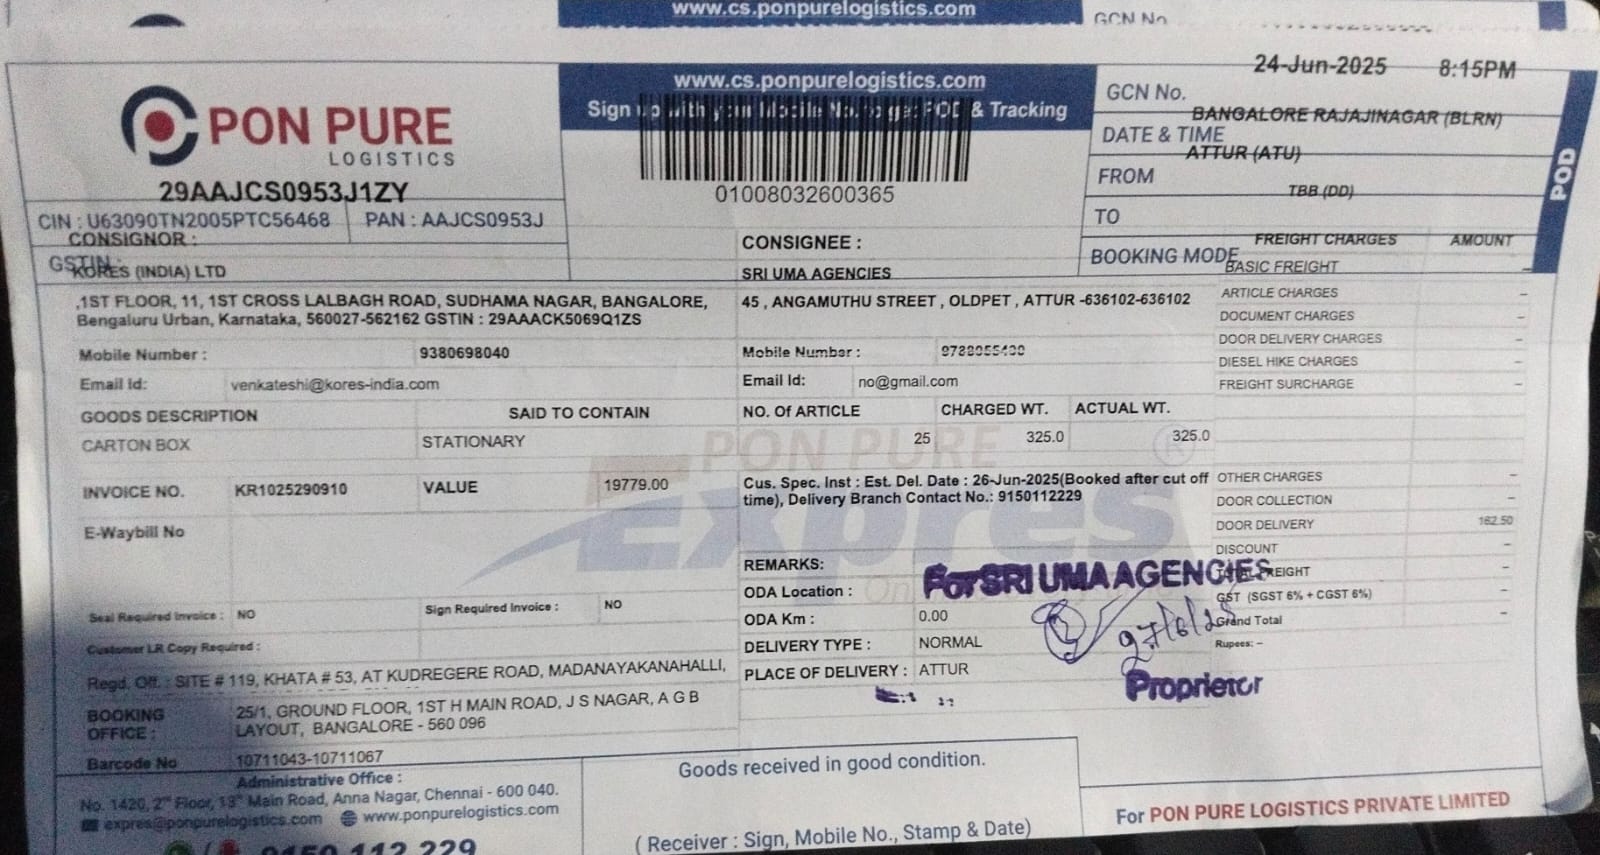 www.cs.ponpurelogistics.com
GCN No
24-Jun-2025 8:15PM
www.cs.ponpurelogistics.com
Sign up with your Mobile No. to get POD & Tracking
GCN No.
BANGALORE RAJAJINAGAR (BLRN)
DATE & TIME
ATTUR (ATU)
FROM
TBB (DD)
TO
BOOKING MODE
POD
PON PURE
LOGISTICS
29AAJCS0953J1ZY
01008032600365
CIN : U63090TN2005PTC56468 PAN : AAJCS0953J
CONSIGNOR :
GSTIN :
KORES (INDIA) LTD
,1ST FLOOR, 11, 1ST CROSS LALBAGH ROAD, SUDHAMA NAGAR, BANGALORE,
Bengaluru Urban, Karnataka, 560027-562162 GSTIN : 29AAACK5069Q1ZS
Mobile Number : 9380698040
Email Id: venkateshi@kores-india.com
CONSIGNEE :
SRI UMA AGENCIES
45 , ANGAMUTHU STREET , OLDPET , ATTUR -636102-636102
Mobile Number :
Email Id: no@gmail.com
FREIGHT CHARGES AMOUNT
BASIC FREIGHT –
ARTICLE CHARGES –
DOCUMENT CHARGES –
DOOR DELIVERY CHARGES –
DIESEL HIKE CHARGES –
FREIGHT SURCHARGE –
GOODS DESCRIPTION SAID TO CONTAIN NO. Of ARTICLE CHARGED WT. ACTUAL WT.
CARTON BOX STATIONARY 25 325.0 325.0
PON PURE
Expres
INVOICE NO. KR1025290910 VALUE 19779.00
E-Waybill No
Cus. Spec. Inst : Est. Del. Date : 26-Jun-2025(Booked after cut off
time), Delivery Branch Contact No.: 9150112229
OTHER CHARGES –
DOOR COLLECTION –
DOOR DELIVERY 162.50
DISCOUNT –
TOTAL FREIGHT –
GST (SGST 6% + CGST 6%) –
Grand Total –
Rupees: –
REMARKS:
ODA Location :
ODA Km : 0.00
DELIVERY TYPE : NORMAL
PLACE OF DELIVERY : ATTUR
For SRI UMA AGENCIES
27/6/25
Proprietor
Seal Required Invoice : NO Sign Required Invoice : NO
Customer LR Copy Required :
Regd. Off. : SITE # 119, KHATA # 53, AT KUDREGERE ROAD, MADANAYAKANAHALLI,
BOOKING OFFICE : 25/1, GROUND FLOOR, 1ST H MAIN ROAD, J S NAGAR, A G B
LAYOUT, BANGALORE - 560 096
Barcode No 10711043-10711067
Administrative Office :
No. 1420, 2nd Floor, 13th Main Road, Anna Nagar, Chennai - 600 040.
expres@ponpurelogistics.com www.ponpurelogistics.com
9150 112 229
Goods received in good condition.
( Receiver : Sign, Mobile No., Stamp & Date)
For PON PURE LOGISTICS PRIVATE LIMITED